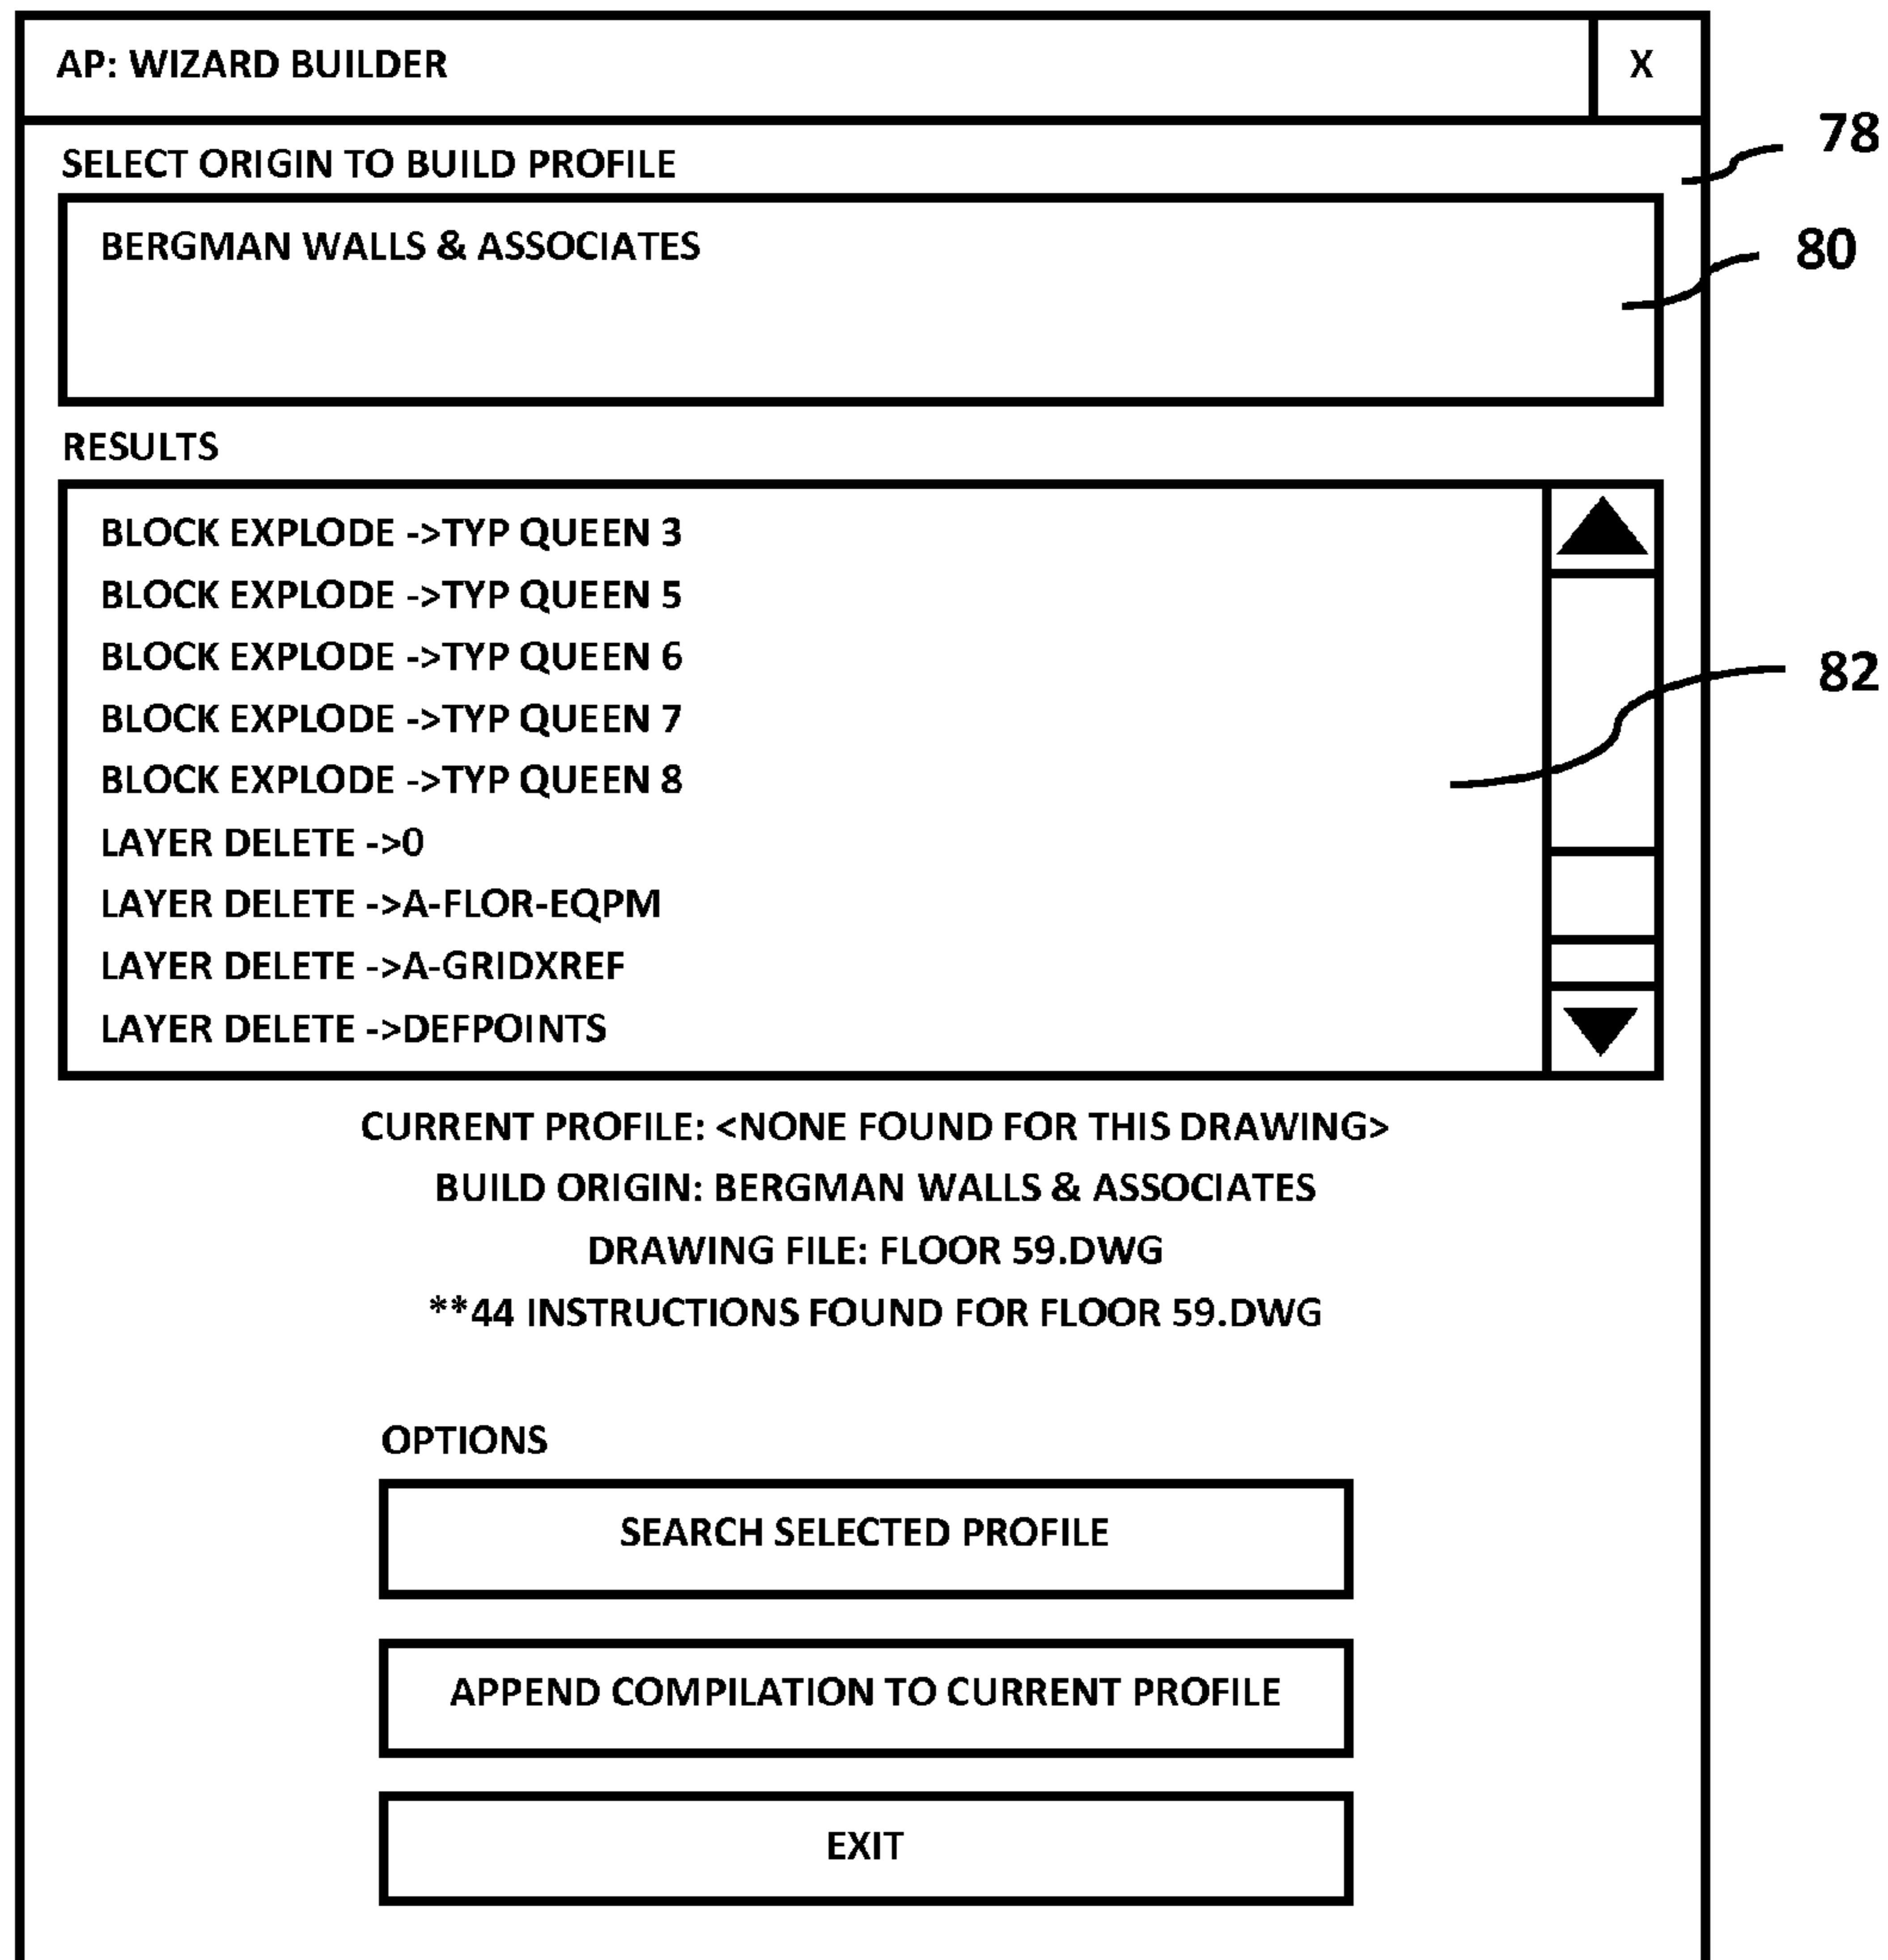 AP: WIZARD BUILDER
X
78
SELECT ORIGIN TO BUILD PROFILE
BERGMAN WALLS & ASSOCIATES
80
RESULTS
BLOCK EXPLODE ->TYP QUEEN 3
BLOCK EXPLODE ->TYP QUEEN 5
BLOCK EXPLODE ->TYP QUEEN 6
82
BLOCK EXPLODE ->TYP QUEEN 7
BLOCK EXPLODE ->TYP QUEEN 8
LAYER DELETE ->0
LAYER DELETE ->A-FLOR-EQPM
LAYER DELETE ->A-GRIDXREF
LAYER DELETE ->DEFPOINTS
CURRENT PROFILE: <NONE FOUND FOR THIS DRAWING>
BUILD ORIGIN: BERGMAN WALLS & ASSOCIATES
DRAWING FILE: FLOOR 59.DWG
**44 INSTRUCTIONS FOUND FOR FLOOR 59.DWG
OPTIONS
SEARCH SELECTED PROFILE
APPEND COMPILATION TO CURRENT PROFILE
EXIT